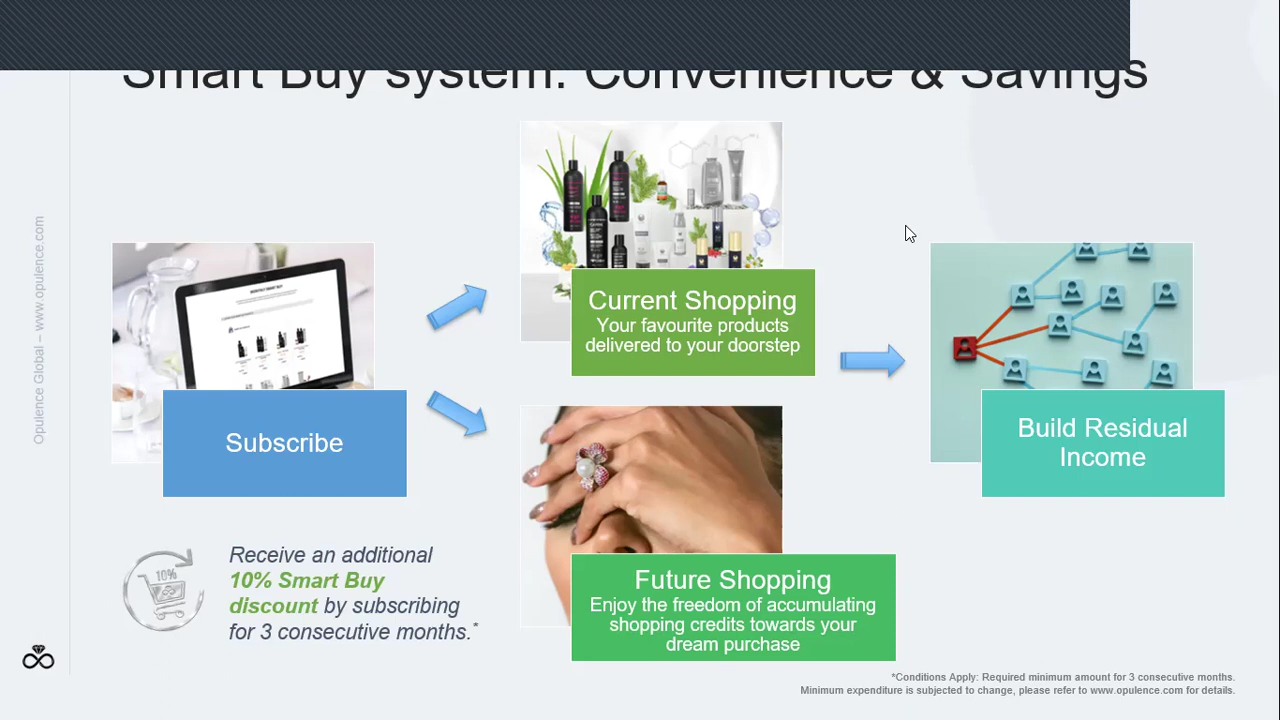 Smart Buy system: Convenience & Savings
Opulence Global – www.opulence.com
Subscribe
Current Shopping
Your favourite products
delivered to your doorstep
Build Residual
Income
Future Shopping
Enjoy the freedom of accumulating
shopping credits towards your
dream purchase
10%
Receive an additional
10% Smart Buy
discount by subscribing
for 3 consecutive months.*
*Conditions Apply: Required minimum amount for 3 consecutive months.
Minimum expenditure is subjected to change, please refer to www.opulence.com for details.